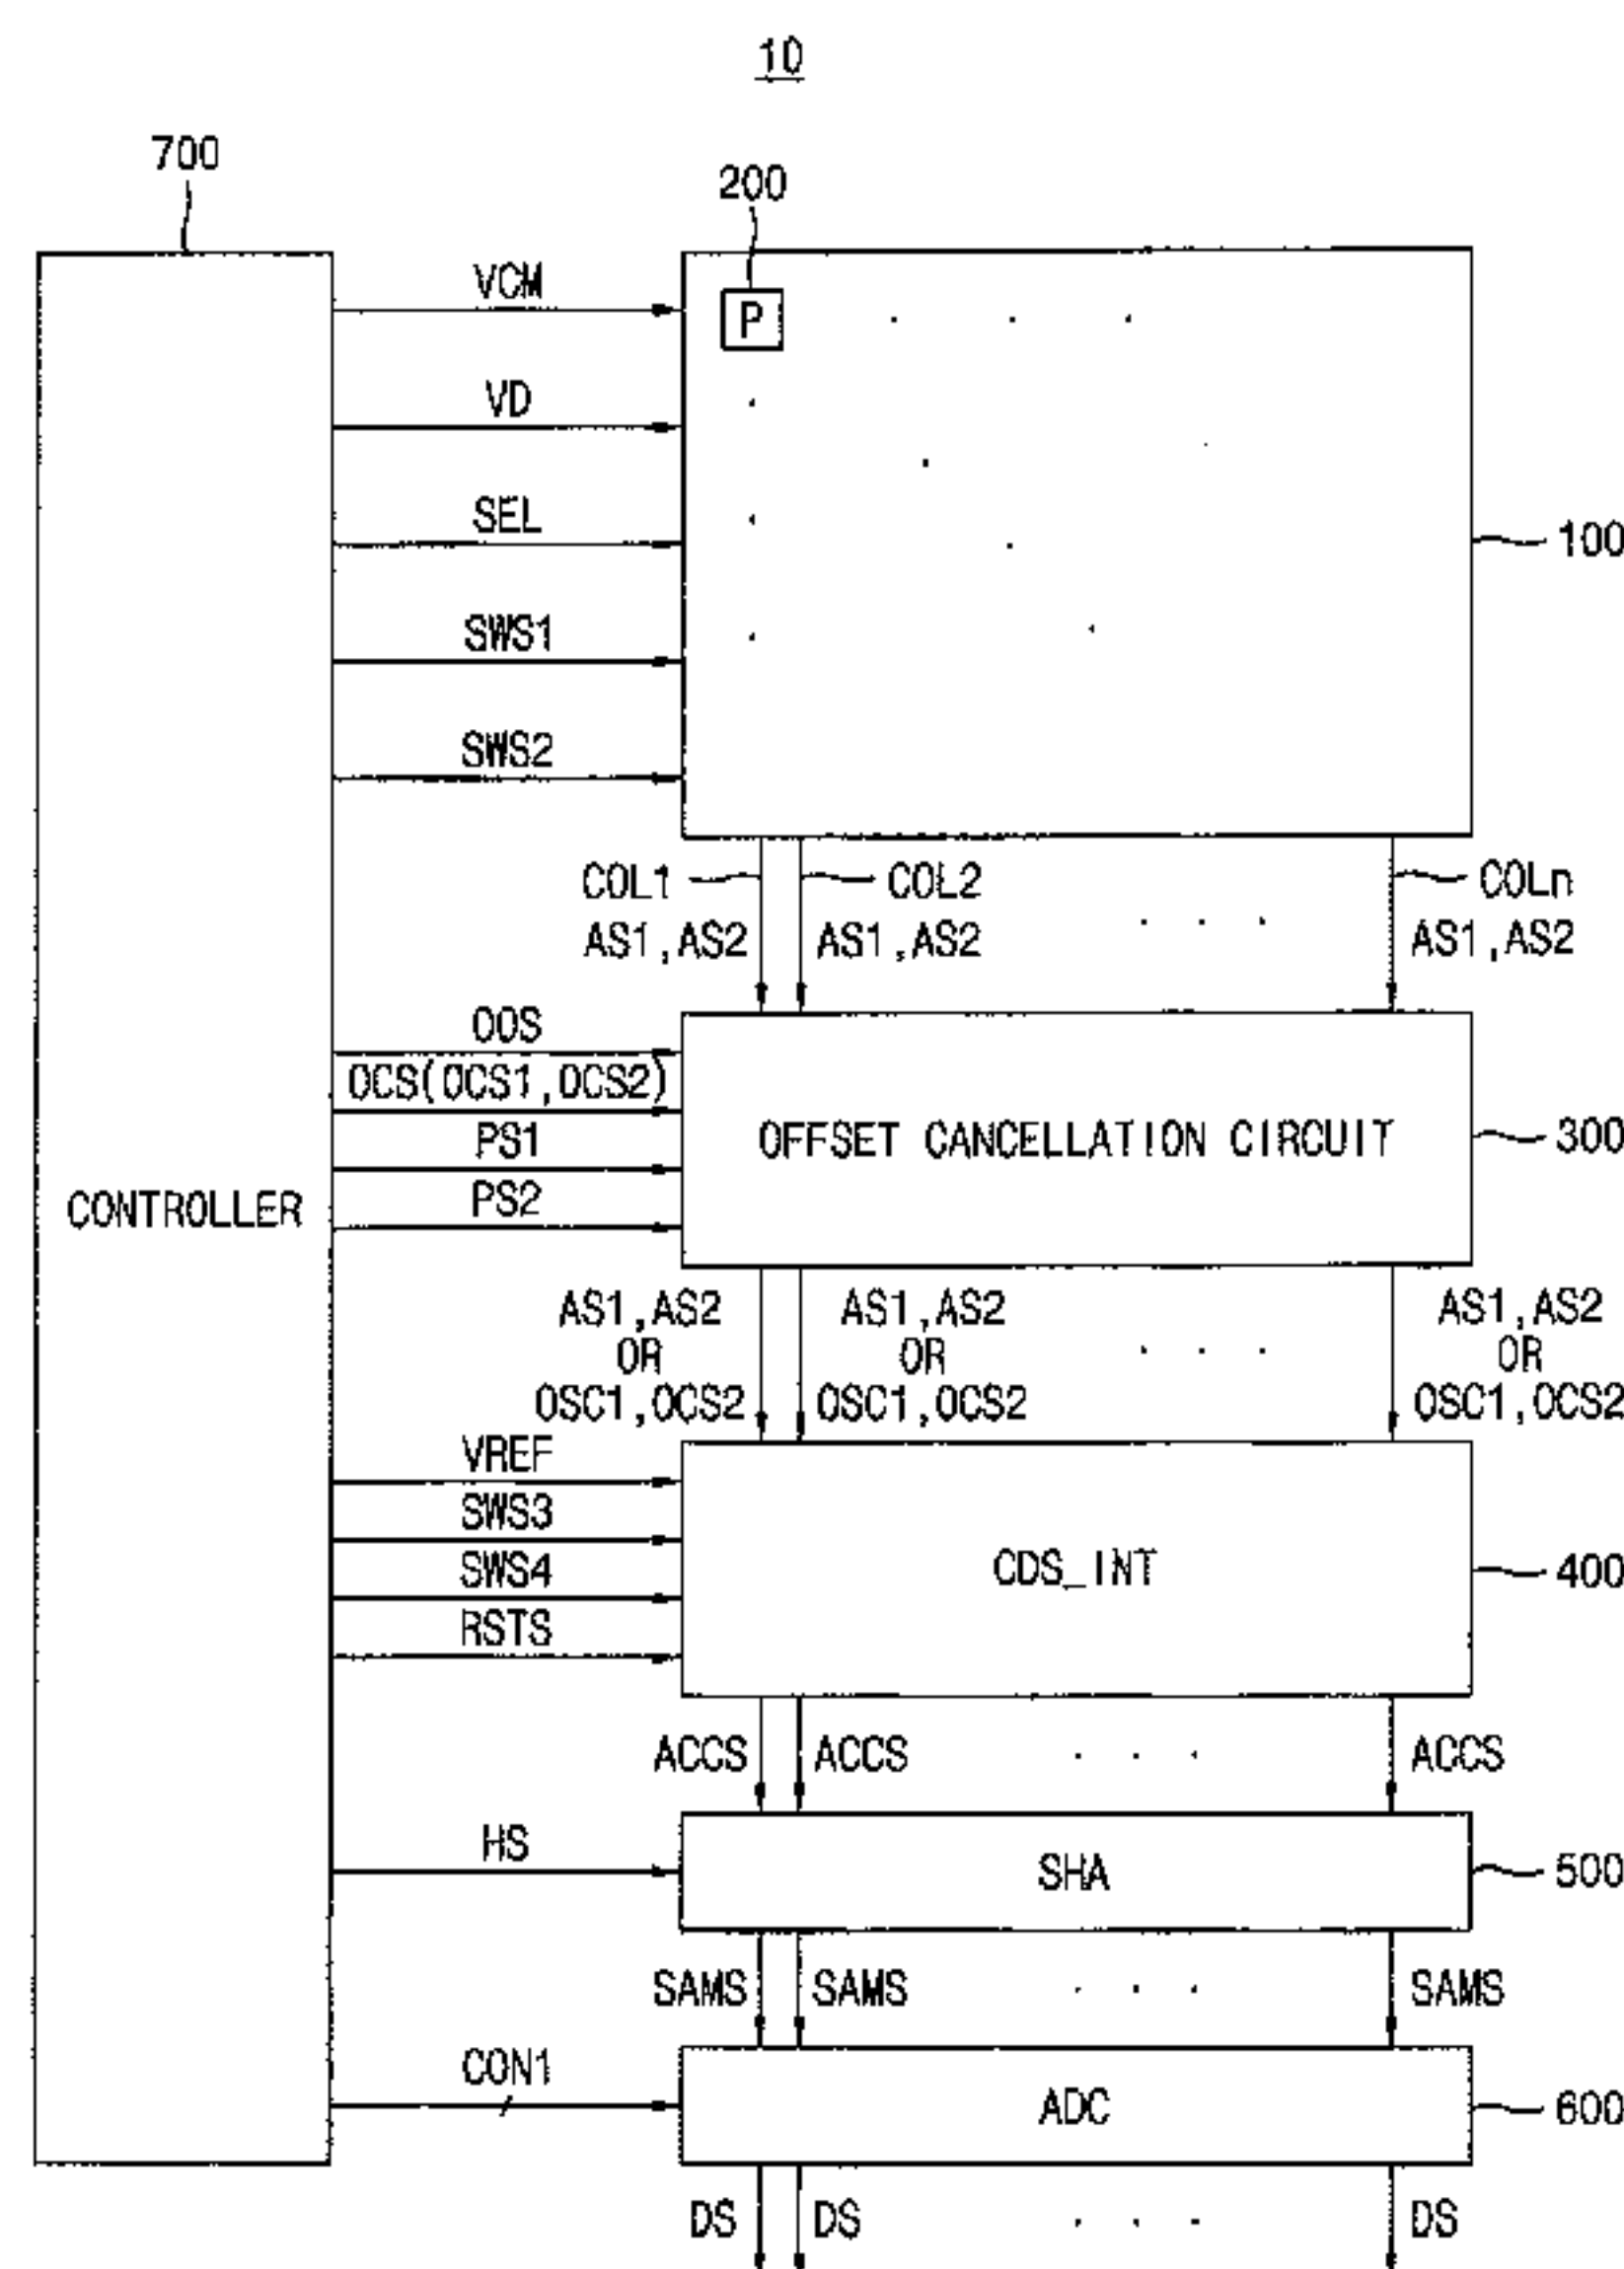 10
700
200
VCM
P
VD
SEL
100
SWS1
SWS2
COL1 COL2 COLn
AS1,AS2 AS1,AS2 AS1,AS2
OOS
OCS(OCS1,OCS2)
OFFSET CANCELLATION CIRCUIT
300
PS1
PS2
CONTROLLER
AS1,AS2 AS1,AS2 AS1,AS2
OR OR OR
OSC1,OCS2 OSC1,OCS2 OSC1,OCS2
VREF
SWS3
CDS_INT
400
SWS4
RSTS
ACCS ACCS ACCS
HS
SHA
500
SAMS SAMS SAMS
CON1
ADC
600
DS DS DS